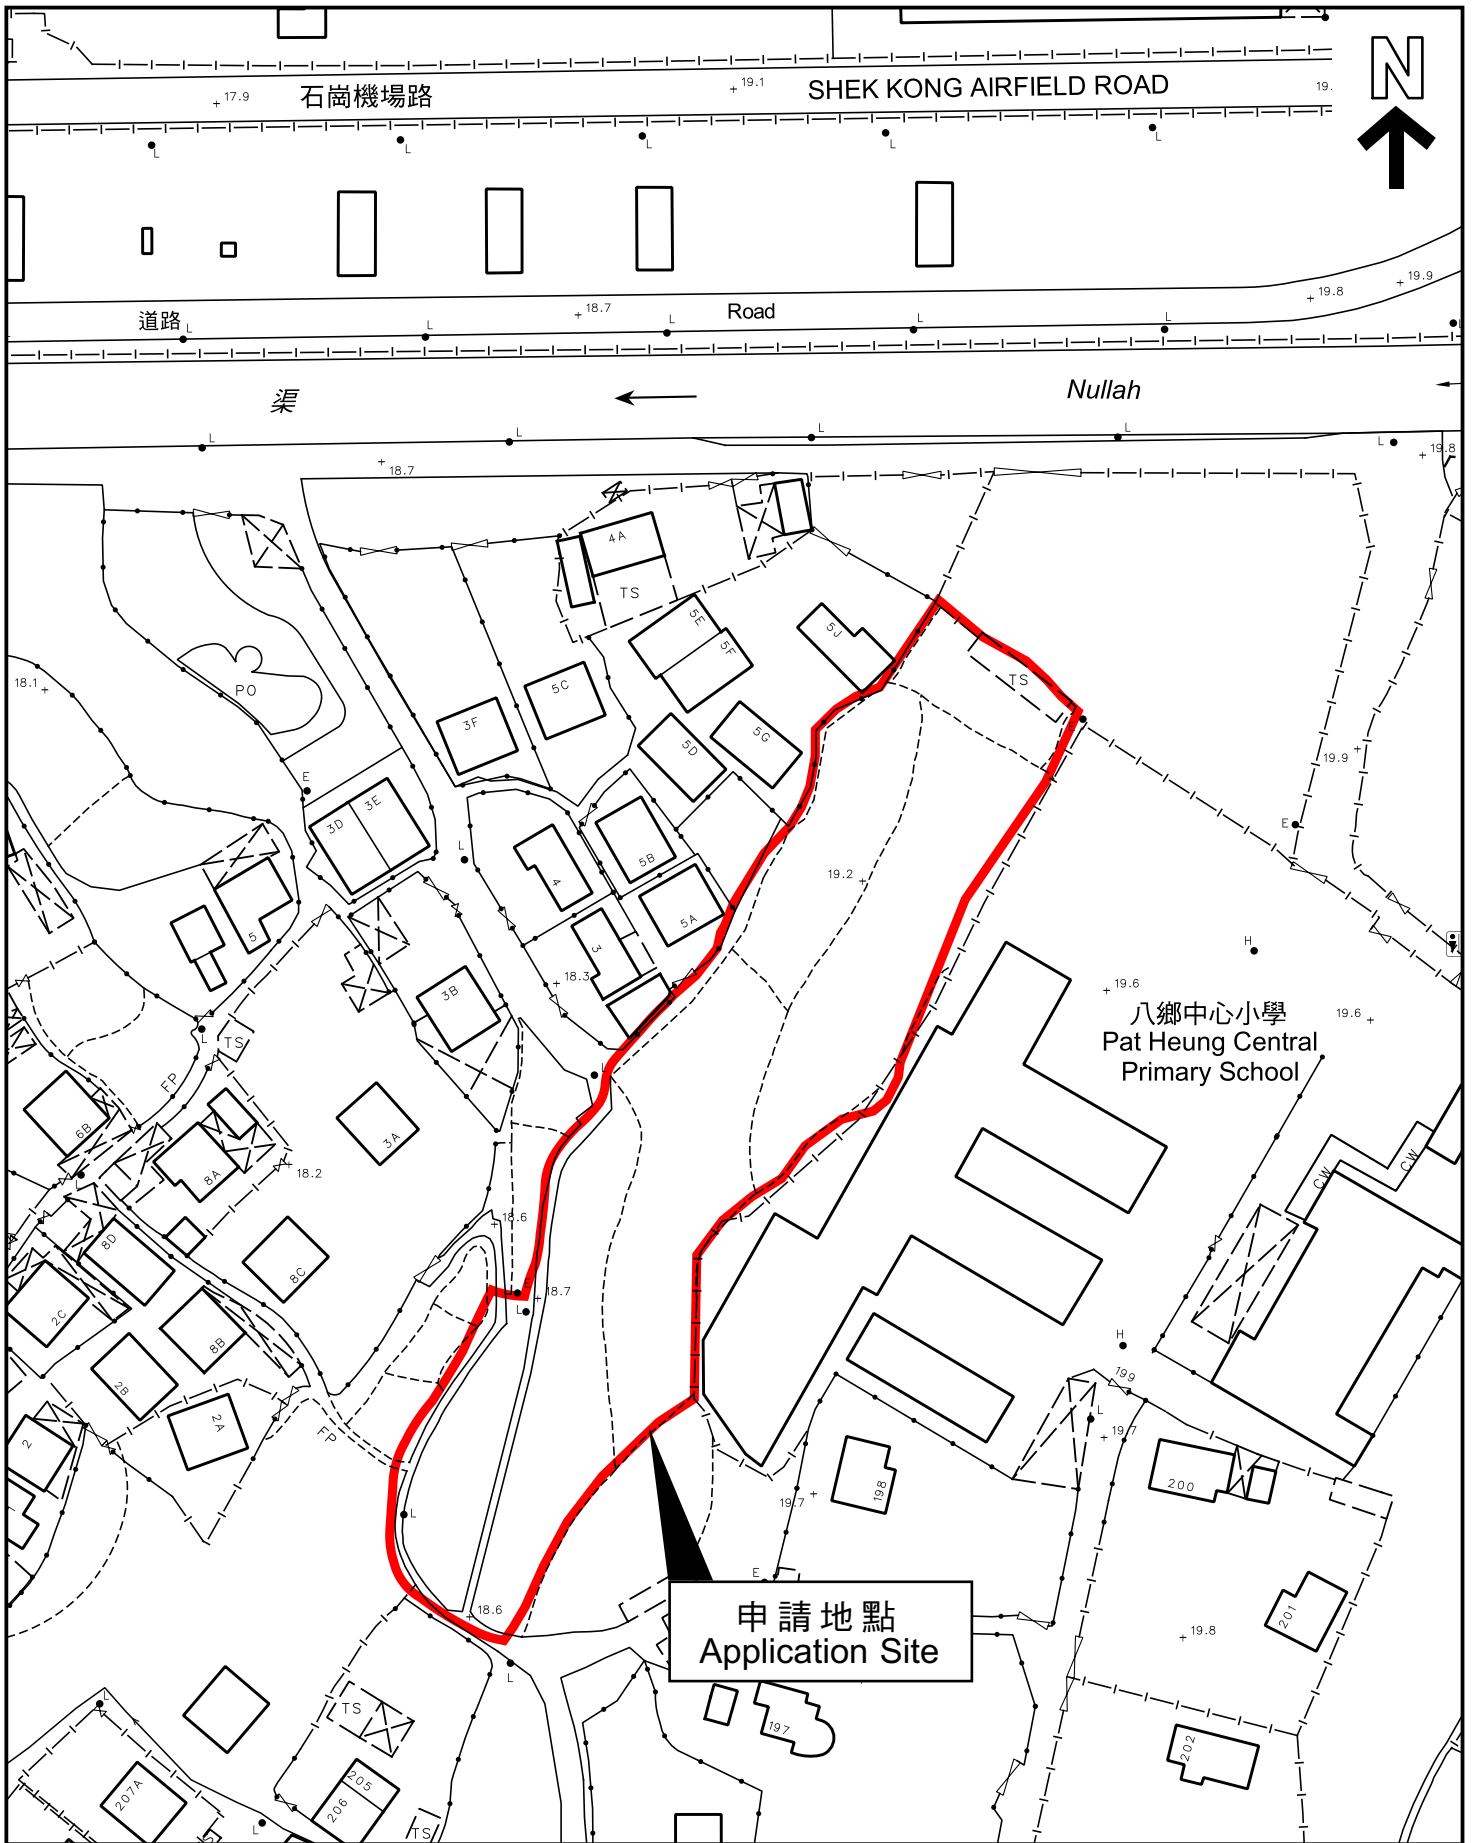 N
石崗機場路
SHEK KONG AIRFIELD ROAD
17.9
19.1
19.
L
L
L
L
L
19.9
19.8
18.7
Road
道路
L
L
L
L
L
L
渠
Nullah
L
L
L
L
L
18.7
19.8
4A
TS
5E
5F
5J
5C
3F
5D
5G
TS
E
18.1
PO
E
3D
3E
19.9
E
L
4
5B
5A
19.2
5
3
18.3
3B
H
19.6
19.6
八鄉中心小學
Pat Heung Central
Primary School
L
TS
FP
L
6B
8A
3A
18.2
L
CW
CW
18.6
8D
8C
18.7
L
2C
8B
2B
2A
FP
H
199
L
19.7
2
L
198
19.7
200
E
申請地點
Application Site
18.6
L
201
19.8
L
TS
197
202
205
206
207A
L
TS